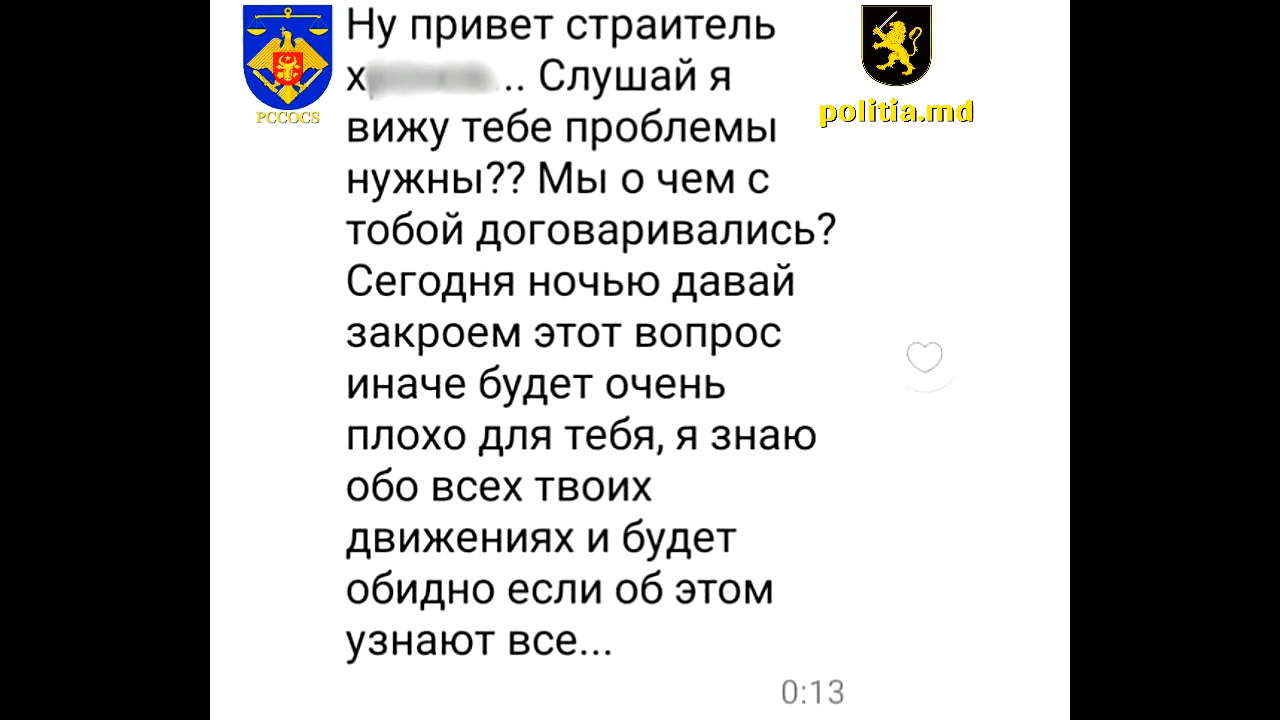 Ну привет страитель
х .. Слушай я
вижу тебе проблемы
нужны?? Мы о чем с
тобой договаривались?
Сегодня ночью давай
закроем этот вопрос
иначе будет очень
плохо для тебя, я знаю
обо всех твоих
движениях и будет
обидно если об этом
узнают все...
0:13
PCCOCS
politia.md